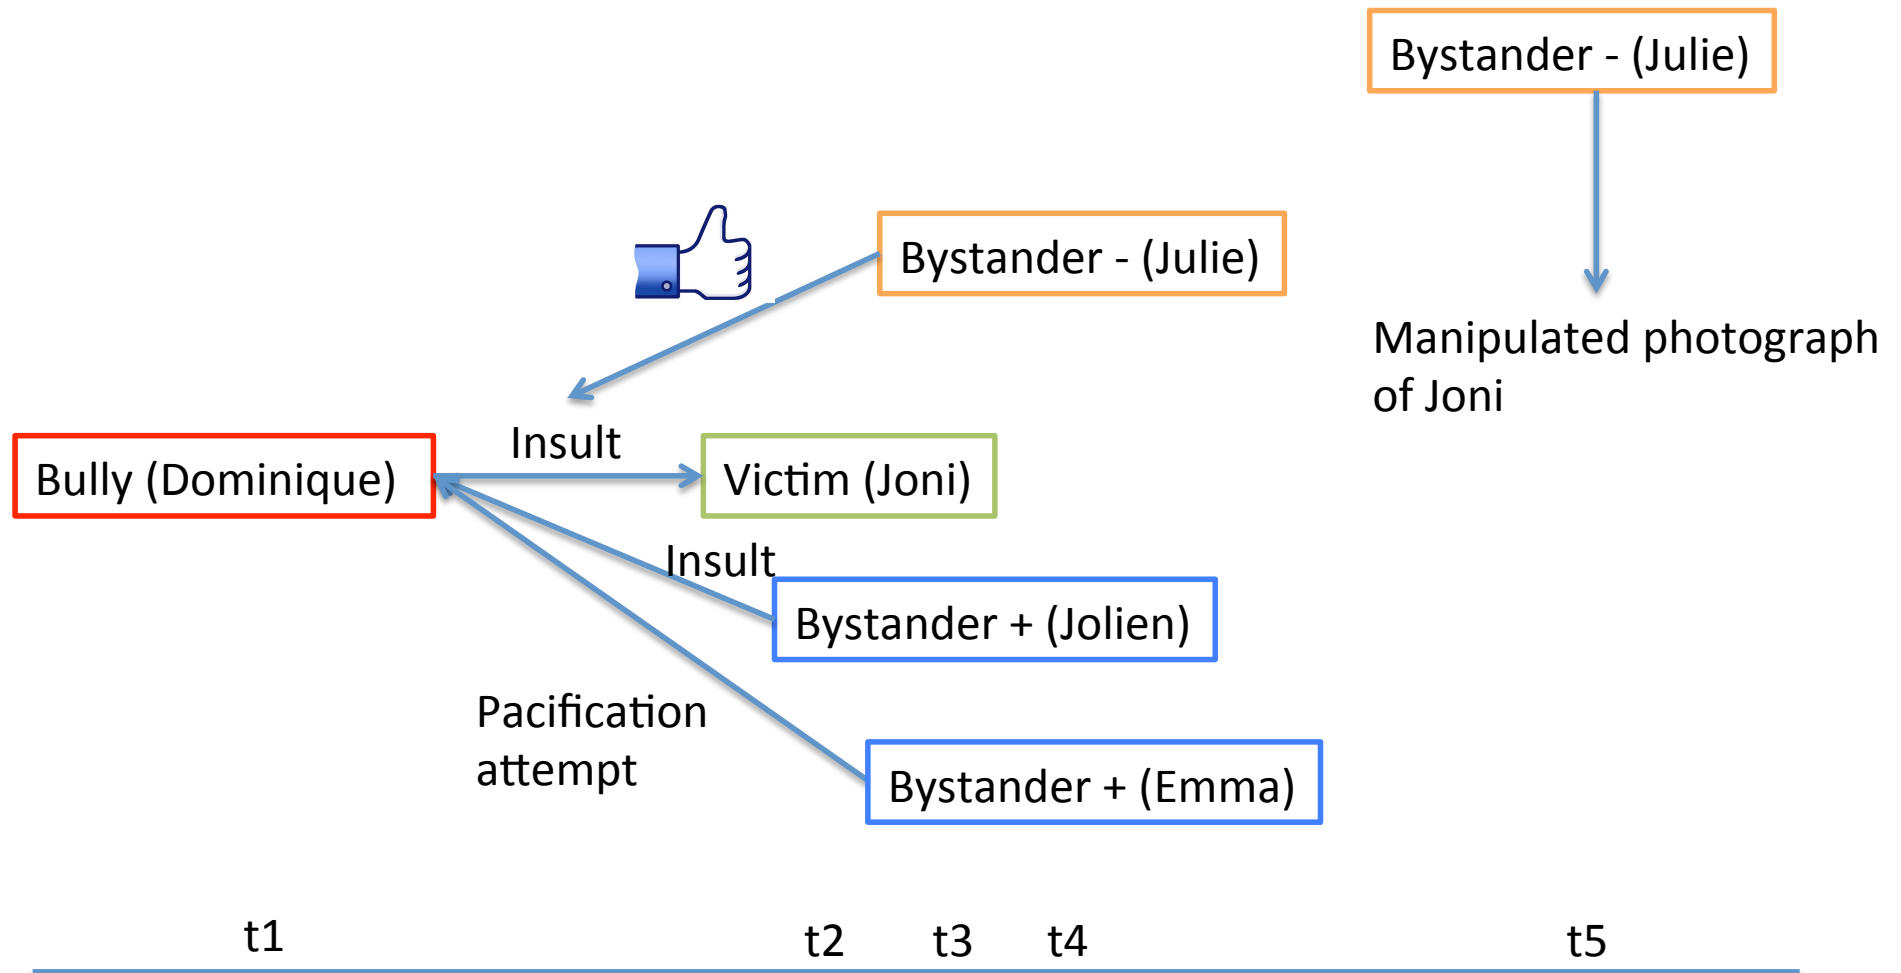 Bystander - (Julie)
Bystander - (Julie)
Manipulated photograph
of Joni
Insult
Bully (Dominique)
Victim (Joni)
Insult
Bystander + (Jolien)
Pacification
attempt
Bystander + (Emma)
t1 t2 t3 t4 t5